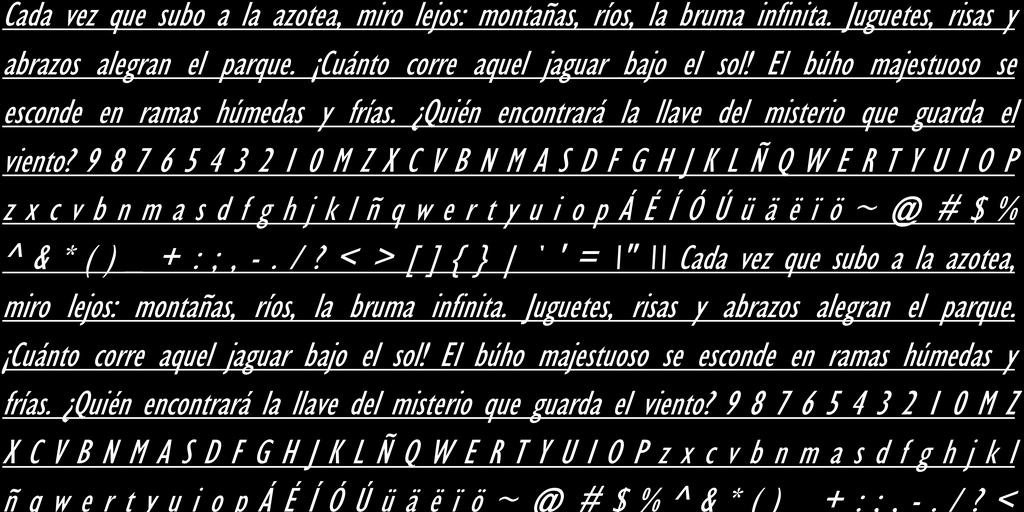 Cada vez que subo a la azotea, miro lejos: montañas, ríos, la bruma infinita. Juguetes, risas y
abrazos alegran el parque. ¡Cuánto corre aquel jaguar bajo el sol! El búho majestuoso se
esconde en ramas húmedas y frías. ¿Quién encontrará la llave del misterio que guarda el
viento? 9 8 7 6 5 4 3 2 1 0 M Z X C V B N M A S D F G H J K L Ñ Q W E R T Y U I O P
z x c v b n m a s d f g h j k l ñ q w e r t y u i o p Á É Í Ó Ú ü ä ë ï ö ~ @ # $ %
^ & * ( ) _ + : ; , - . / ? < > [ ] { } | ` ' = \" || Cada vez que subo a la azotea,
miro lejos: montañas, ríos, la bruma infinita. Juguetes, risas y abrazos alegran el parque.
¡Cuánto corre aquel jaguar bajo el sol! El búho majestuoso se esconde en ramas húmedas y
frías. ¿Quién encontrará la llave del misterio que guarda el viento? 9 8 7 6 5 4 3 2 1 0 M Z
X C V B N M A S D F G H J K L Ñ Q W E R T Y U I O P z x c v b n m a s d f g h j k l
ñ q w e r t y u i o p Á É Í Ó Ú ü ä ë ï ö ~ @ # $ % ^ & * ( ) _ + : ; , - . / ? <